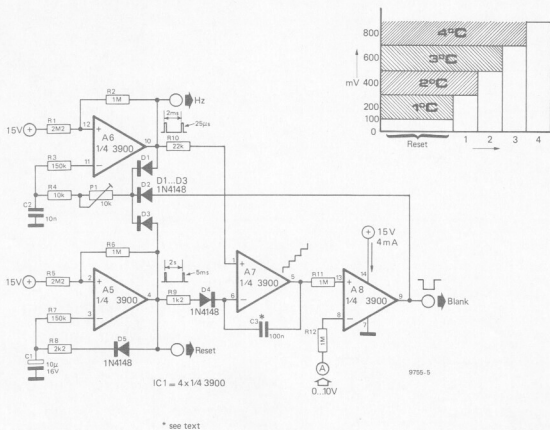 800
600
mV 400
200
100
0
4°C
3°C
2°C
1°C
Reset
1 2 3 4
R2
1M
Hz
R1
2M2
15V
12
A6
1/4 3900
10
11
2ms
25µs
R10
22k
R3
150k
R4
10k
P1
10k
C2
10n
D1
D2
D3
D1...D3
1N4148
R6
1M
15V
R5
2M2
2
A5
1/4 3900
4
3
2s
5ms
R9
1k2
D4
1N4148
R7
150k
R8
2k2
D5
1N4148
C1
10µ
16V
Reset
IC1 = 4 x 1/4 3900
1
A7
1/4 3900
5
6
C3*
100n
R11
1M
13
A8
1/4 3900
9
8
14
7
15V
4mA
R12
1M
A
0...10V
Blank
9755-5
* see text